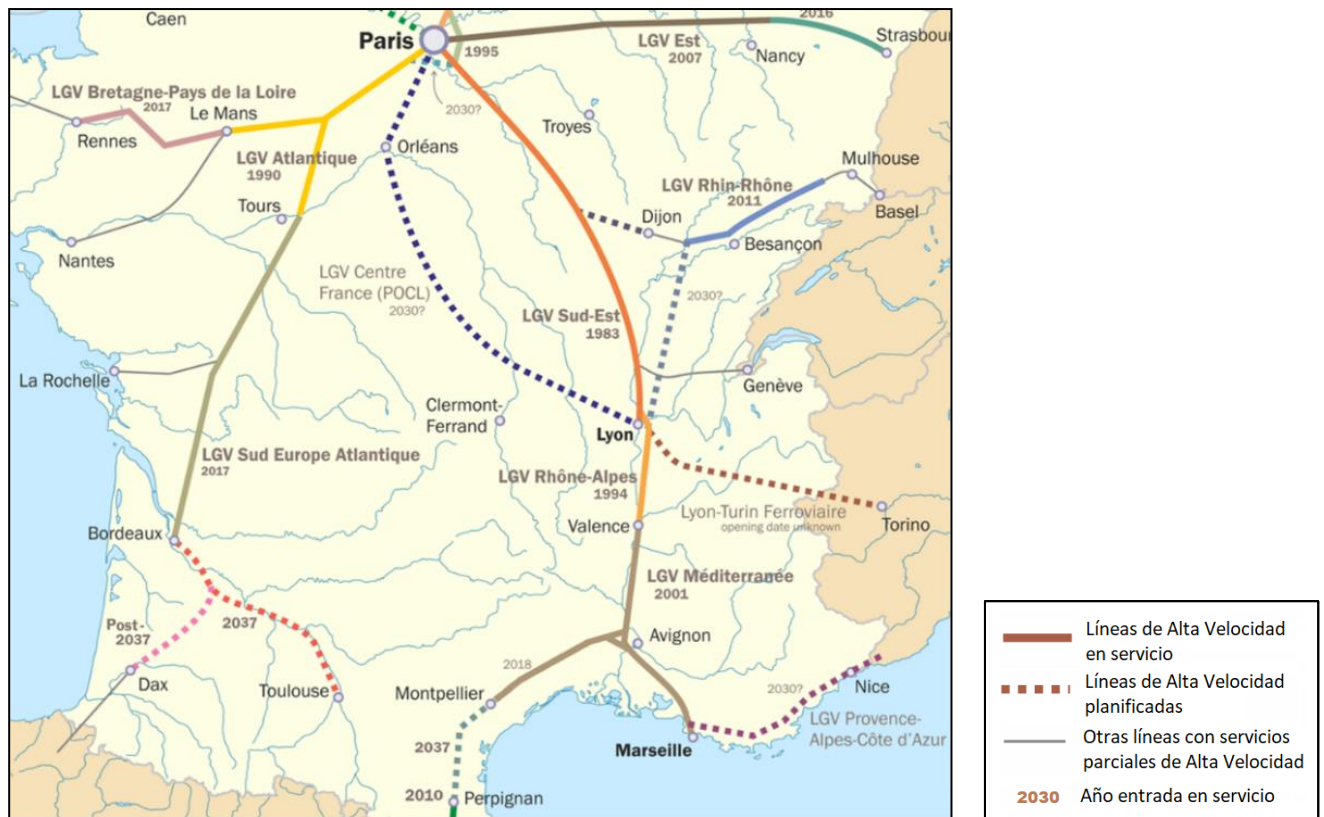 Caen
2016
Paris
Strasbour
LGV Est
2007
1995
Nancy
LGV Bretagne-Pays de la Loire
2017
Le Mans
2030?
Troyes
Rennes
Orléans
LGV Atlantique
1990
Mulhouse
LGV Rhin-Rhône
2011
Basel
Tours
Dijon
Besançon
Nantes
LGV Centre
France (POCL)
2030?
2030?
LGV Sud-Est
1983
La Rochelle
Genève
Clermont-
Ferrand
Lyon
LGV Sud Europe Atlantique
2017
LGV Rhône-Alpes
1994
Lyon-Turin Ferroviaire
opening date unknown
Torino
Bordeaux
Valence
LGV Méditerranée
2001
Post-
2037
2037
Avignon
2018
Dax
Toulouse
Montpellier
2030?
Nice
LGV Provence-
Alpes-Côte d'Azur
2037
Marseille
2010
Perpignan
Líneas de Alta Velocidad
en servicio
Líneas de Alta Velocidad
planificadas
Otras líneas con servicios
parciales de Alta Velocidad
2030 Año entrada en servicio